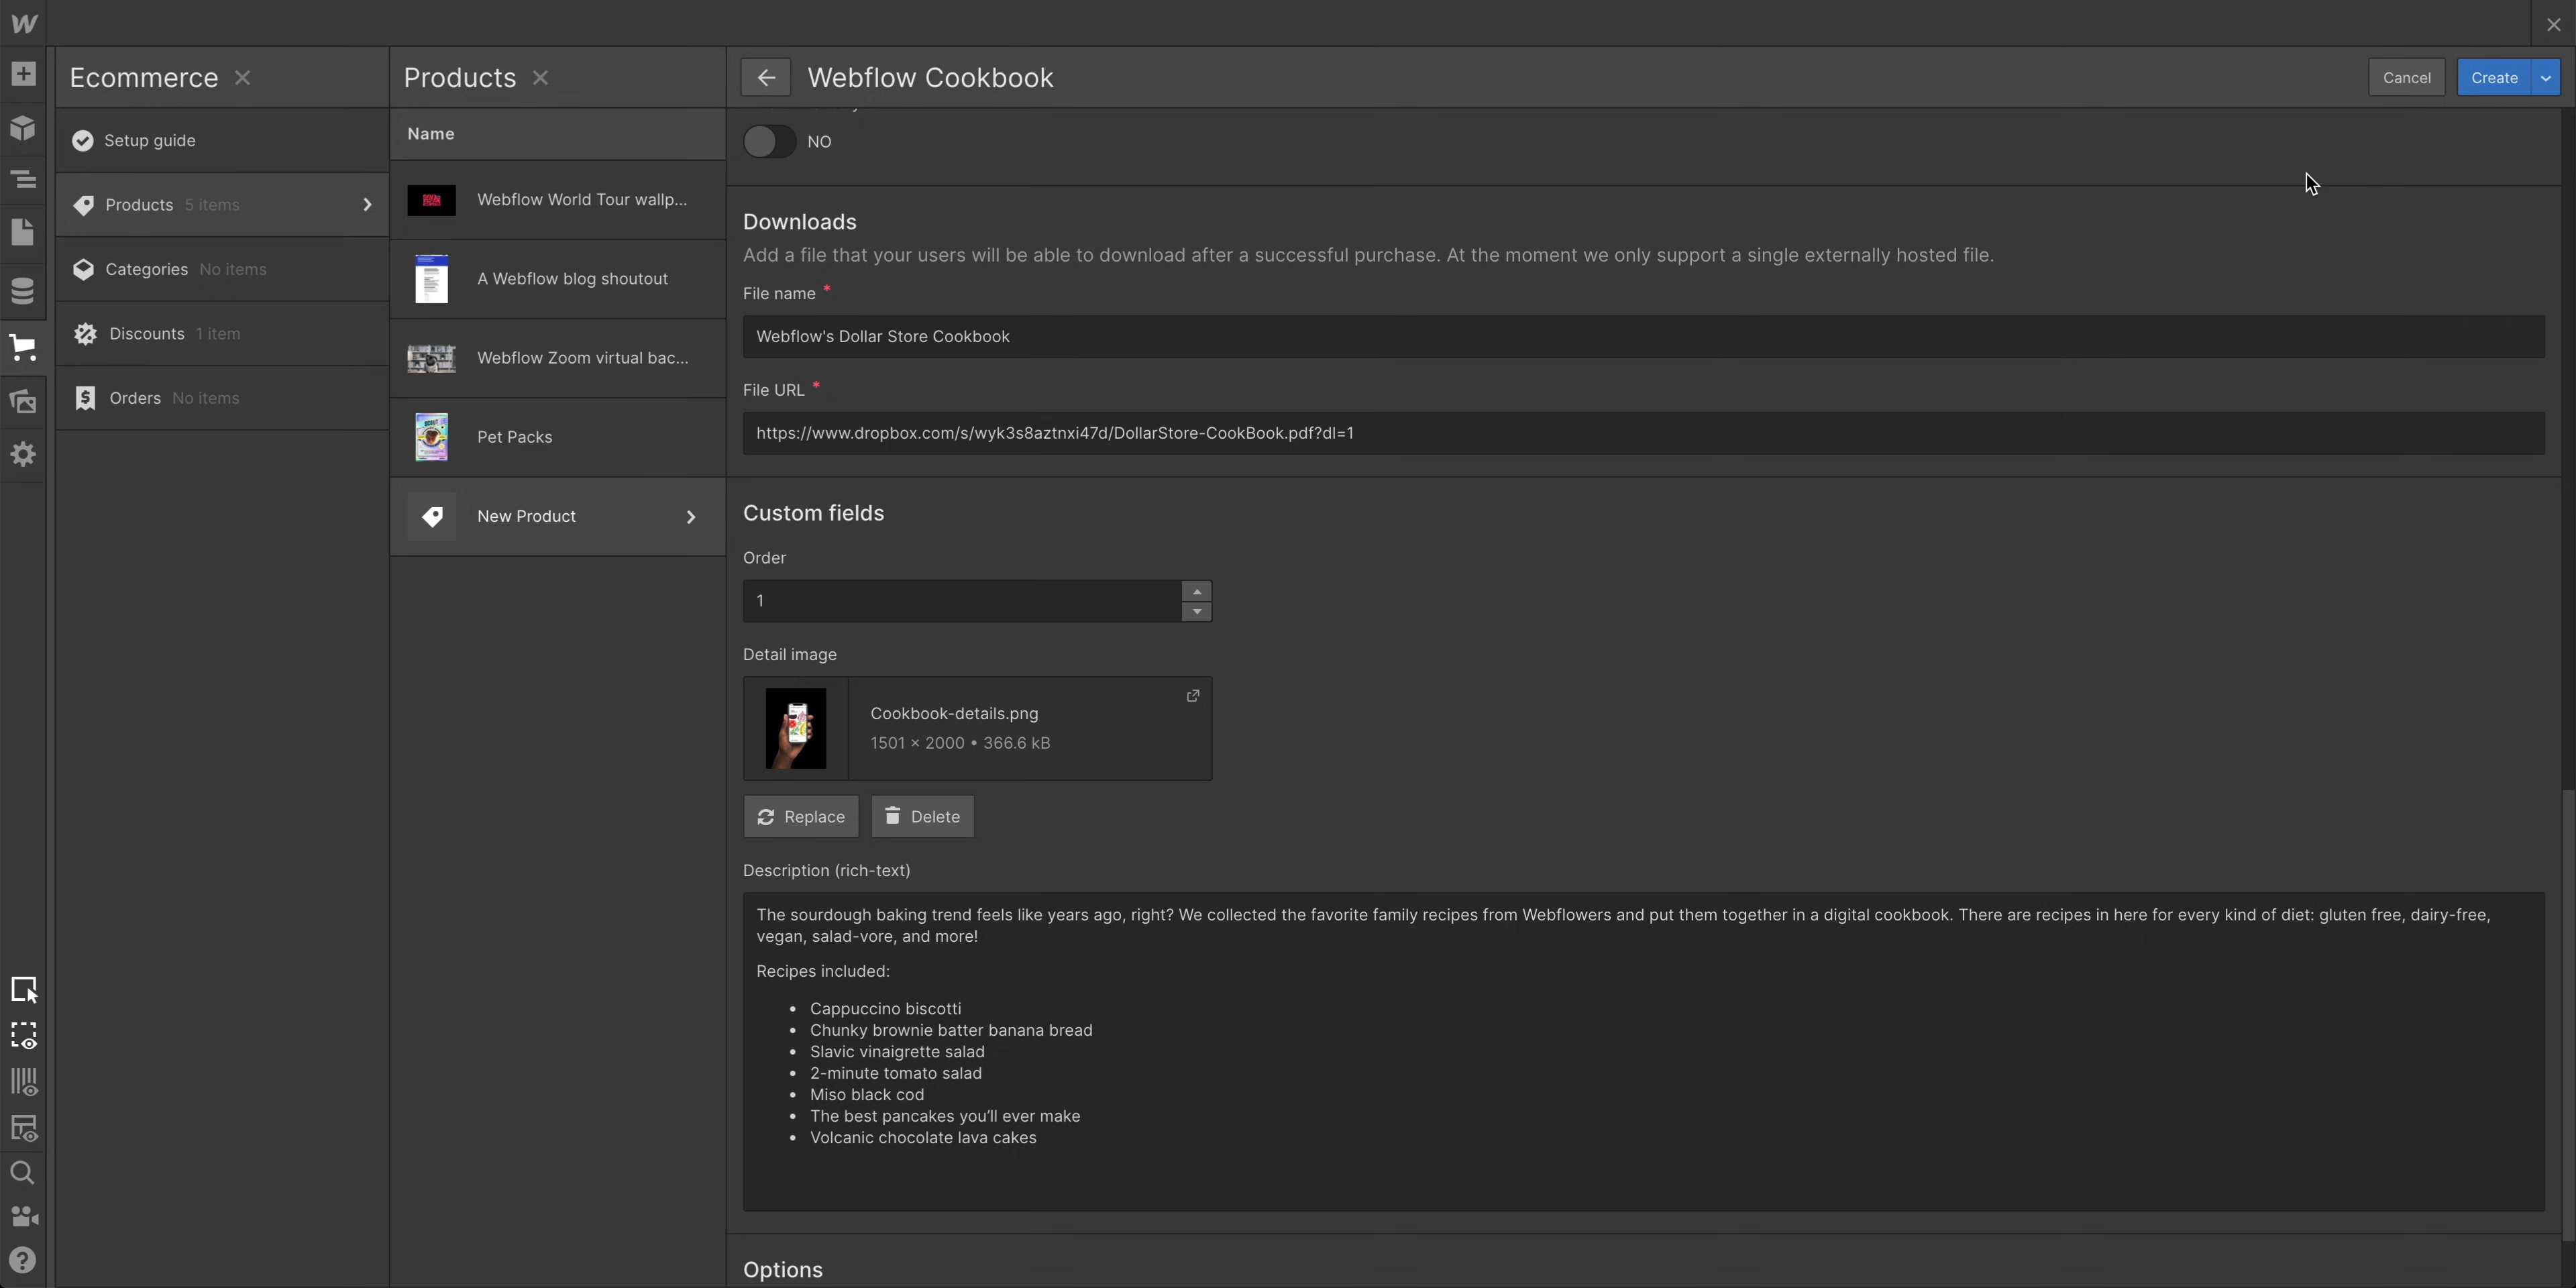 Ecommerce
Products
Webflow Cookbook
Cancel
Create
Setup guide
Products 5 items
Categories No items
Discounts 1 item
Orders No items
Name
Webflow World Tour wallp...
A Webflow blog shoutout
Webflow Zoom virtual bac...
Pet Packs
New Product
NO
Downloads
Add a file that your users will be able to download after a successful purchase. At the moment we only support a single externally hosted file.
File name *
Webflow's Dollar Store Cookbook
File URL *
https://www.dropbox.com/s/wyk3s8aztnxi47d/DollarStore-CookBook.pdf?dl=1
Custom fields
Order
1
Detail image
Cookbook-details.png
1501 × 2000 • 366.6 kB
Replace
Delete
Description (rich-text)
The sourdough baking trend feels like years ago, right? We collected the favorite family recipes from Webflowers and put them together in a digital cookbook. There are recipes in here for every kind of diet: gluten free, dairy-free,
vegan, salad-vore, and more!
Recipes included:
• Cappuccino biscotti
• Chunky brownie batter banana bread
• Slavic vinaigrette salad
• 2-minute tomato salad
• Miso black cod
• The best pancakes you'll ever make
• Volcanic chocolate lava cakes
Options